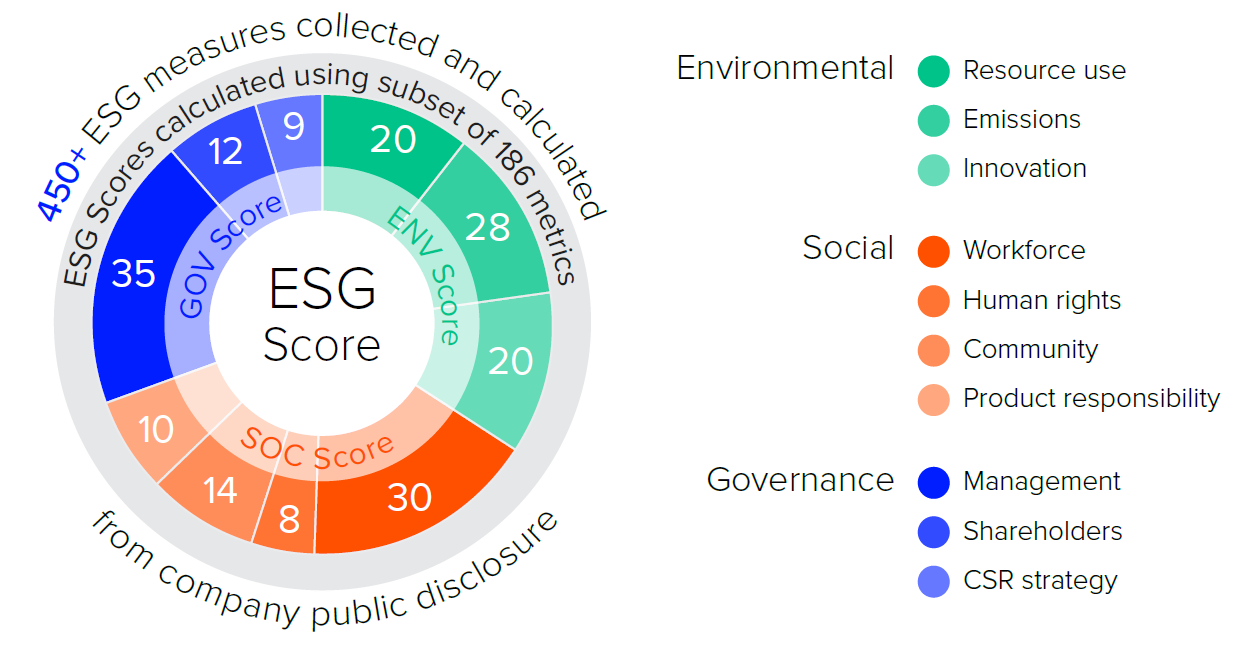 450+ ESG measures collected and calculated
ESG Scores calculated using subset of 186 metrics
20
28
20
30
8
14
10
35
12
9
ENV Score
SOC Score
GOV Score
ESG
Score
from company public disclosure
Environmental
Resource use
Emissions
Innovation
Social
Workforce
Human rights
Community
Product responsibility
Governance
Management
Shareholders
CSR strategy